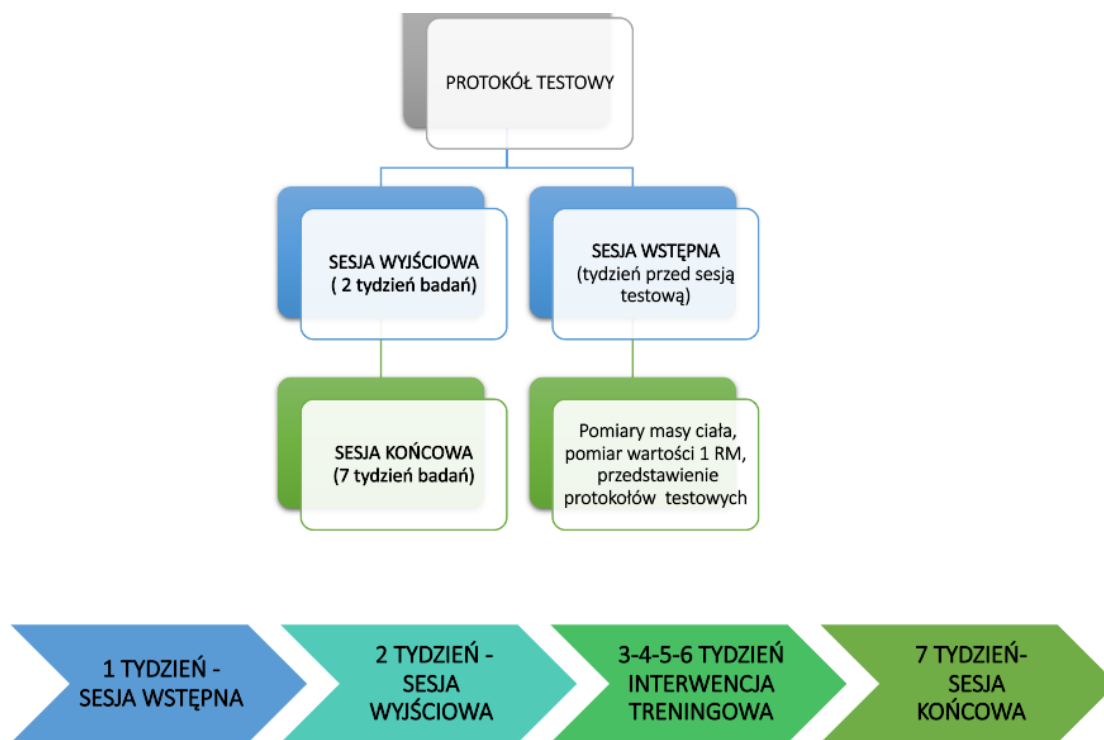 PROTOKÓŁ TESTOWY
SESJA WYJŚCIOWA
( 2 tydzień badań)
SESJA WSTĘPNA
(tydzień przed sesją
testową)
SESJA KOŃCOWA
(7 tydzień badań)
Pomiary masy ciała,
pomiar wartości 1 RM,
przedstawienie
protokołów testowych
1 TYDZIEŃ -
SESJA WSTĘPNA
2 TYDZIEŃ -
SESJA
WYJŚCIOWA
3-4-5-6 TYDZIEŃ
INTERWENCJA
TRENINGOWA
7 TYDZIEŃ-
SESJA
KOŃCOWA